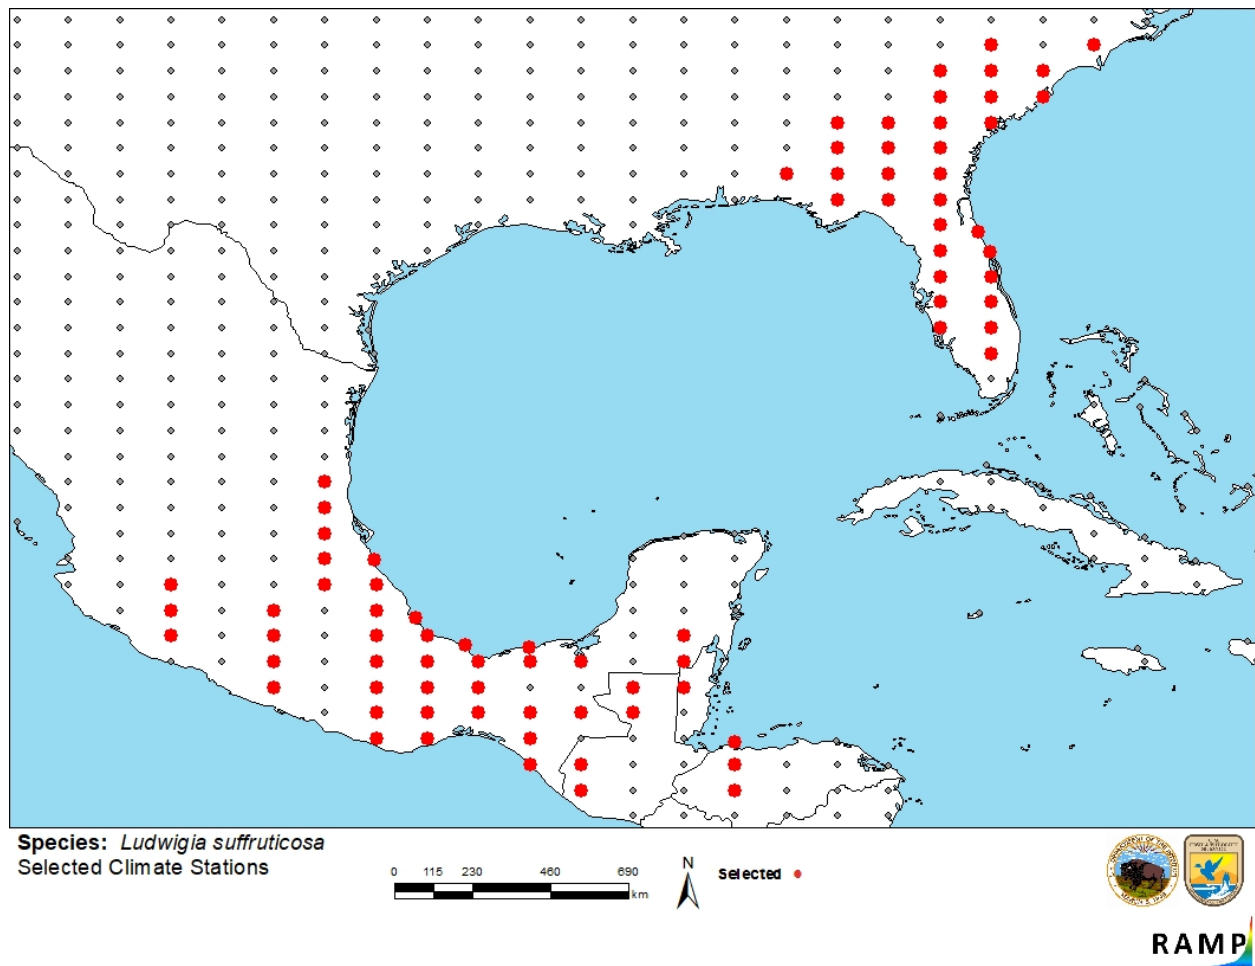 Species: Ludwigia suffruticosa
Selected Climate Stations
0 115 230 460 690
km
N
Selected
RAMP